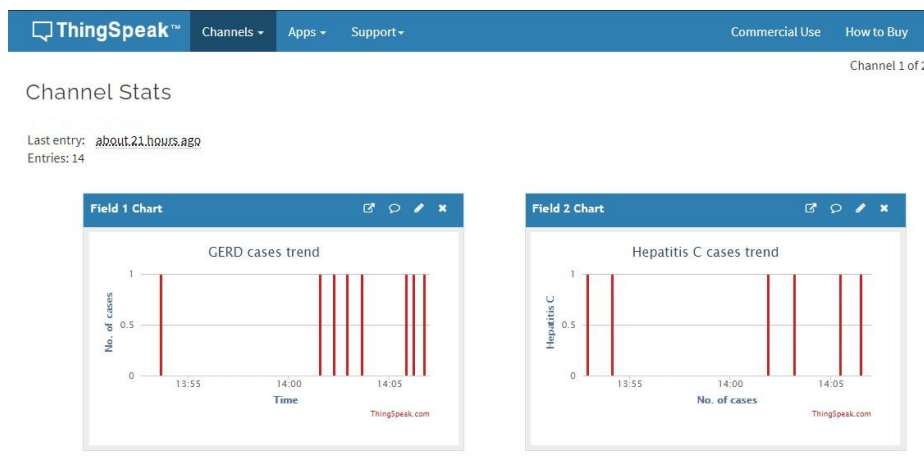 ThingSpeak™ Channels Apps Support Commercial Use How to Buy
Channel 1 of 2
Channel Stats
Last entry: about 21 hours ago
Entries: 14
Field 1 Chart
GERD cases trend
1
0.5
0
No. of cases
13:55 14:00 14:05
Time
ThingSpeak.com
Field 2 Chart
Hepatitis C cases trend
1
0.5
0
Hepatitis C
13:55 14:00 14:05
No. of cases
ThingSpeak.com